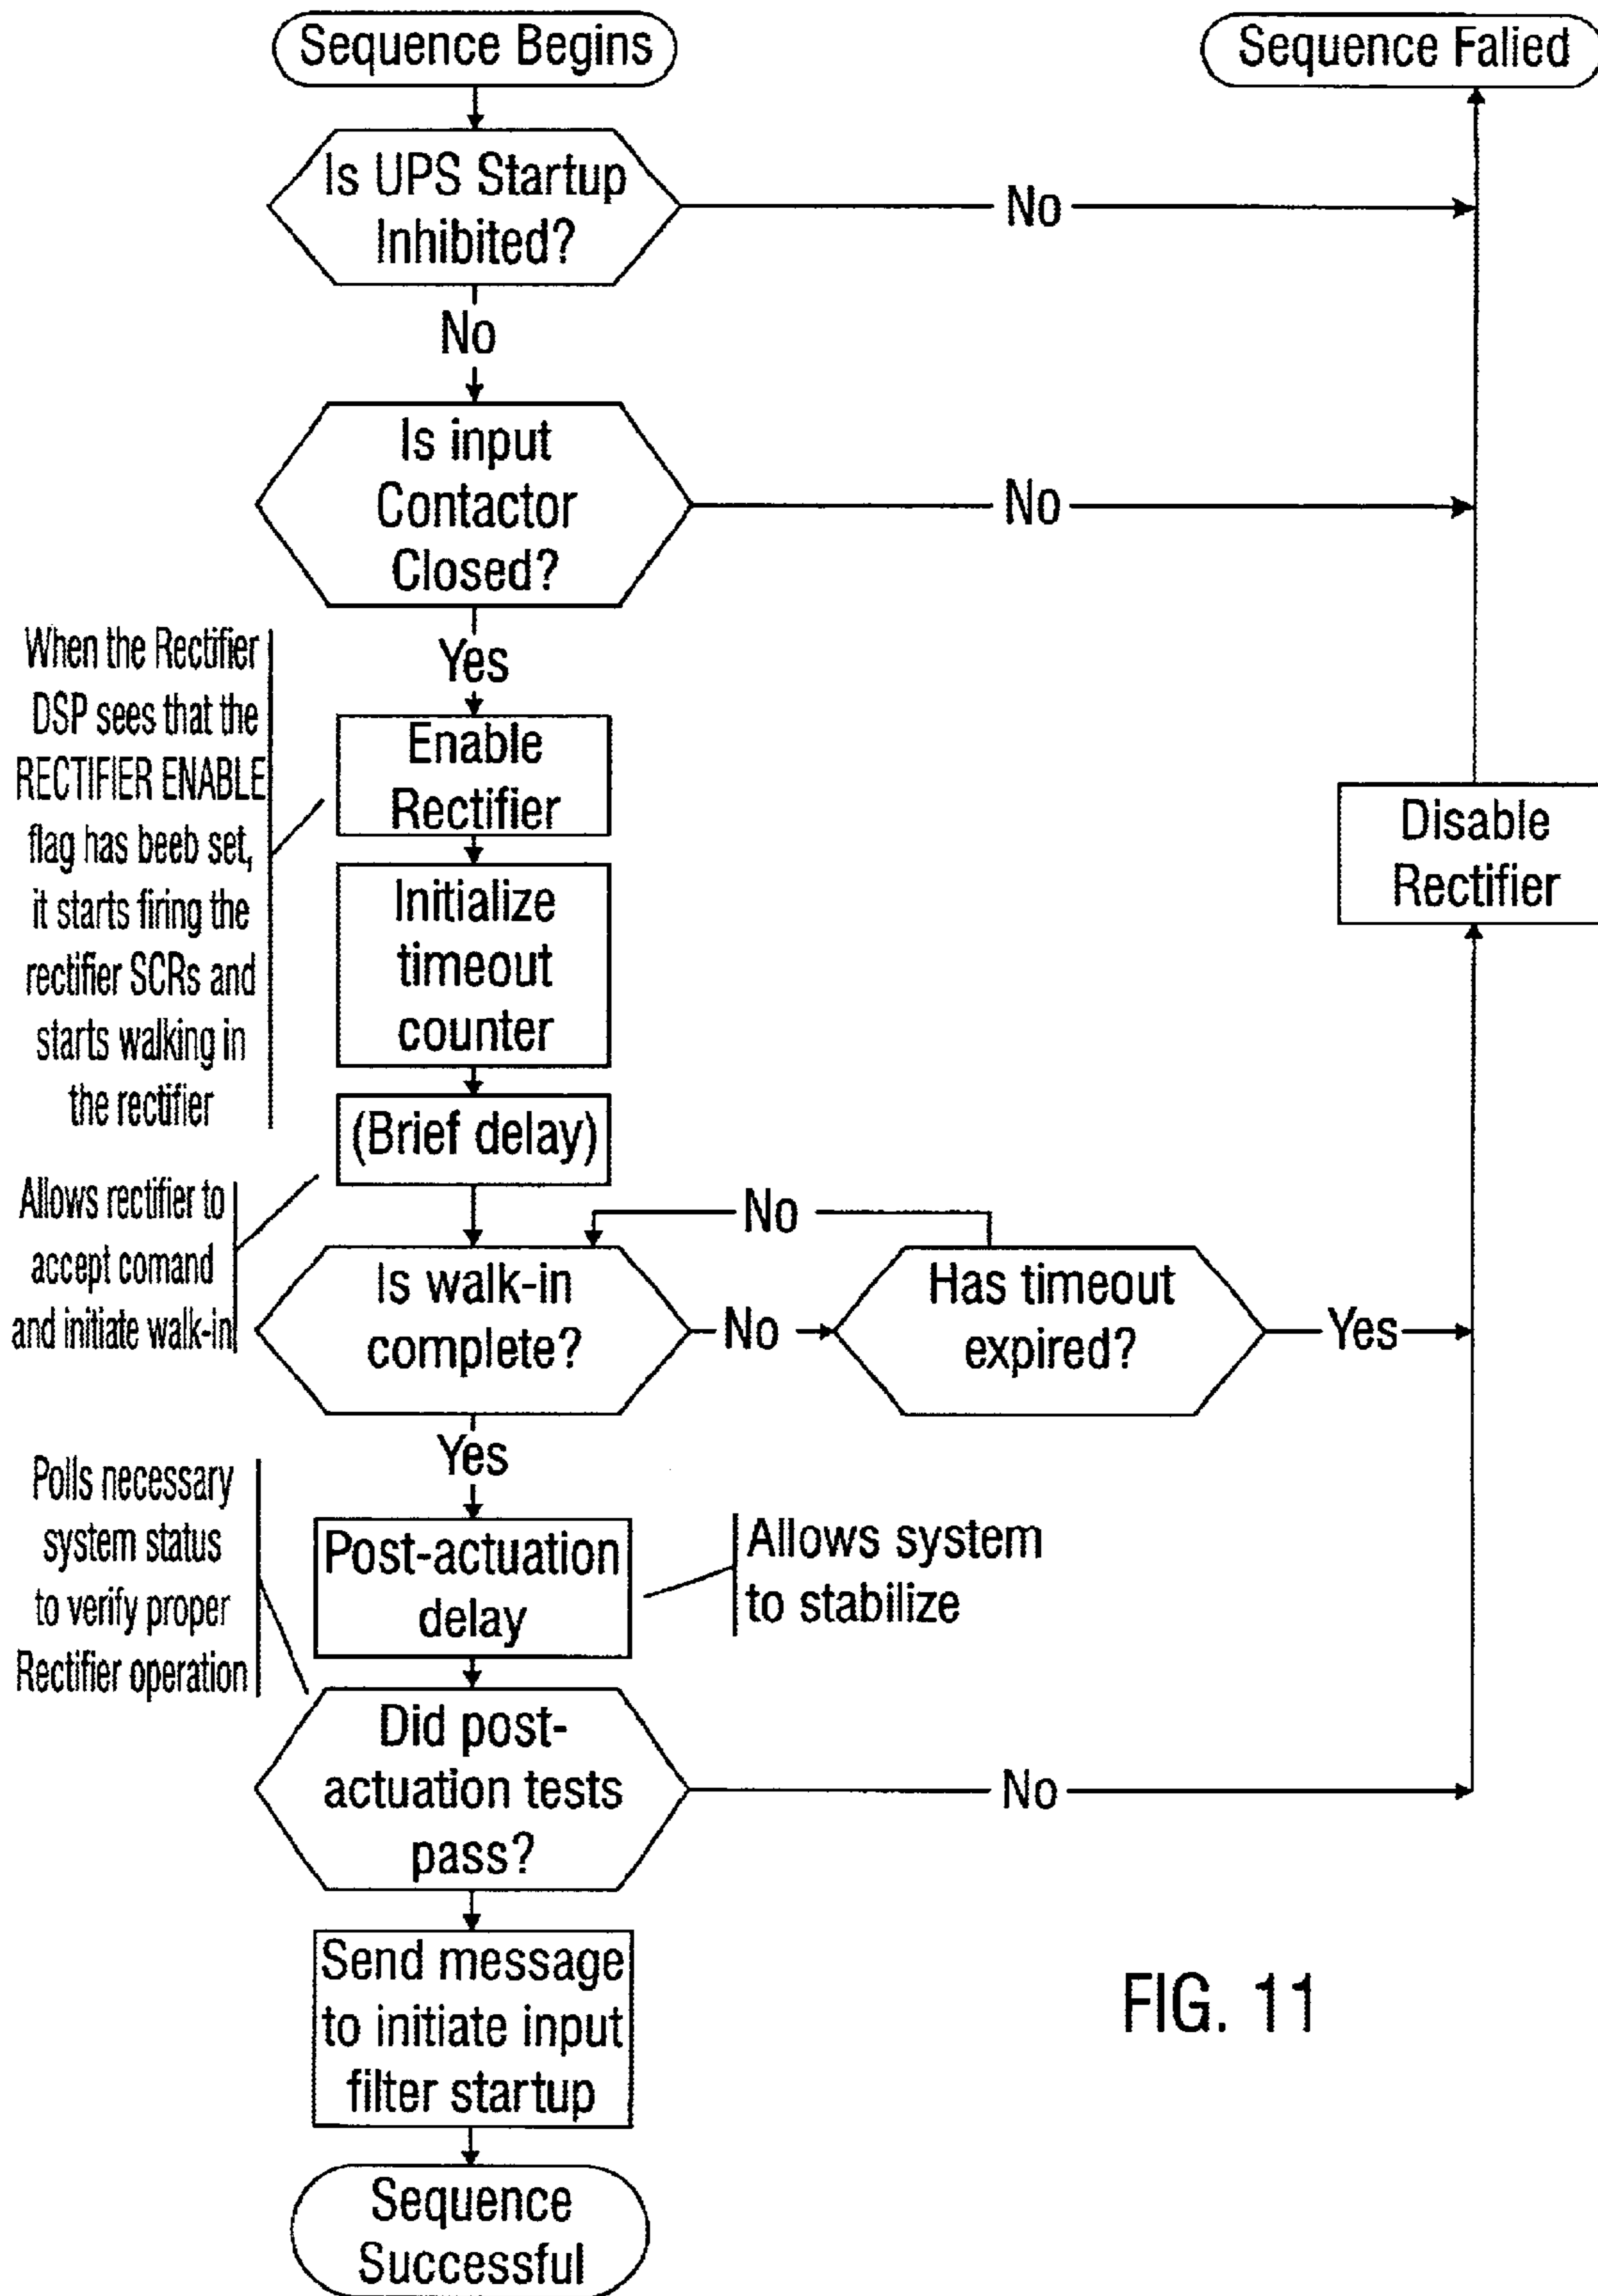 Sequence Begins
Sequence Falied
Is UPS Startup
Inhibited?
No
No
Is input
Contactor
Closed?
No
Yes
When the Rectifier
DSP sees that the
RECTIFIER ENABLE
flag has beeb set,
it starts firing the
rectifier SCRs and
starts walking in
the rectifier
Enable
Rectifier
Disable
Rectifier
Initialize
timeout
counter
(Brief delay)
Allows rectifier to
accept comand
and initiate walk-in
No
Is walk-in
complete?
No
Has timeout
expired?
Yes
Yes
Polls necessary
system status
to verify proper
Rectifier operation
Post-actuation
delay
Allows system
to stabilize
Did post-
actuation tests
pass?
No
Send message
to initiate input
filter startup
FIG. 11
Sequence
Successful